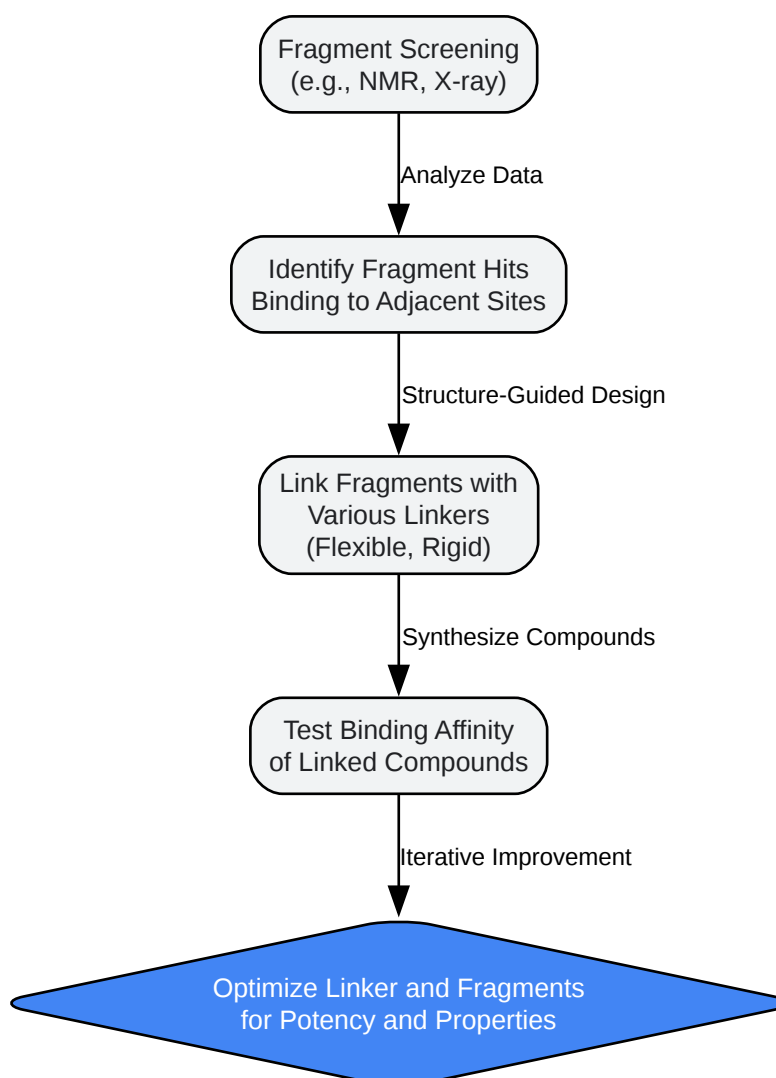 Fragment Screening
(e.g., NMR, X-ray)
Analyze Data
Identify Fragment Hits
Binding to Adjacent Sites
Structure-Guided Design
Link Fragments with
Various Linkers
(Flexible, Rigid)
Synthesize Compounds
Test Binding Affinity
of Linked Compounds
Iterative Improvement
Optimize Linker and Fragments
for Potency and Properties